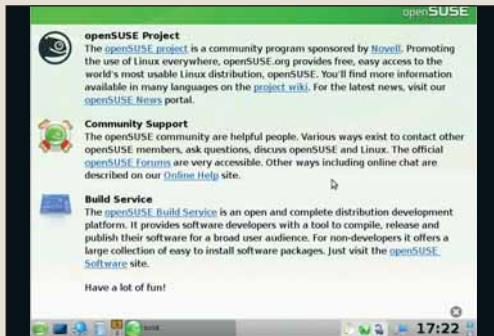 openSUSE
openSUSE Project
The openSUSE project is a community program sponsored by Novell. Promoting
the use of Linux everywhere, openSUSE.org provides free, easy access to the
world's most usable Linux distribution, openSUSE. You'll find more information
available in many languages on the project wiki. For the latest news, visit our
openSUSE News portal.
Community Support
The openSUSE community are helpful people. Various ways exist to contact other
openSUSE members, ask questions, discuss openSUSE and Linux. The official
openSUSE Forums are very accessible. Other ways including online chat are
described on our Online Help site.
Build Service
The openSUSE Build Service is an open and complete distribution development
platform. It provides software developers with a tool to compile, release and
publish their software for a broad user audience. For non-developers it offers a
large collection of easy to install software packages. Just visit the openSUSE
Software site.
Have a lot of fun!
17:22